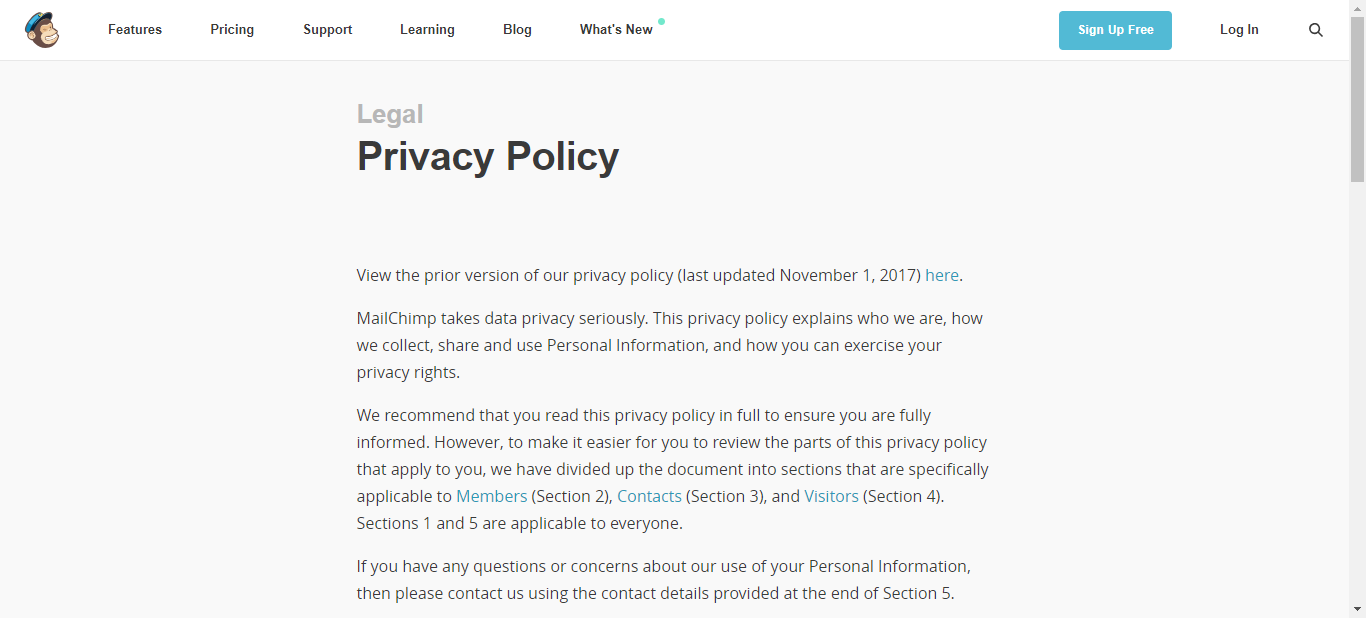 Features Pricing Support Learning Blog What's New Sign Up Free Log In
Legal
Privacy Policy
View the prior version of our privacy policy (last updated November 1, 2017) here.
MailChimp takes data privacy seriously. This privacy policy explains who we are, how
we collect, share and use Personal Information, and how you can exercise your
privacy rights.
We recommend that you read this privacy policy in full to ensure you are fully
informed. However, to make it easier for you to review the parts of this privacy policy
that apply to you, we have divided up the document into sections that are specifically
applicable to Members (Section 2), Contacts (Section 3), and Visitors (Section 4).
Sections 1 and 5 are applicable to everyone.
If you have any questions or concerns about our use of your Personal Information,
then please contact us using the contact details provided at the end of Section 5.